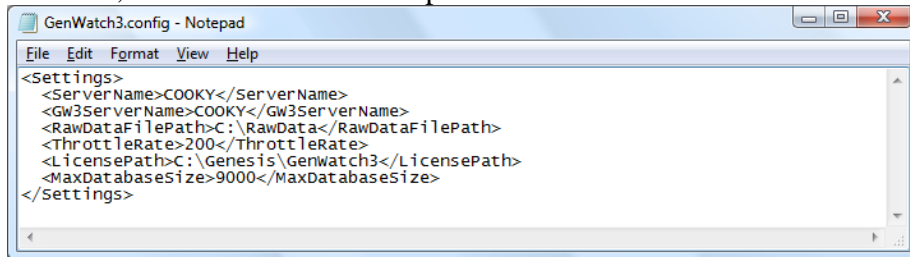 GenWatch3.config - Notepad
File Edit Format View Help
<Settings>
  <ServerName>COOKY</ServerName>
  <GW3ServerName>COOKY</GW3ServerName>
  <RawDataFilePath>C:\RawData</RawDataFilePath>
  <ThrottleRate>200</ThrottleRate>
  <LicensePath>C:\Genesis\GenWatch3</LicensePath>
  <MaxDatabaseSize>9000</MaxDatabaseSize>
</Settings>